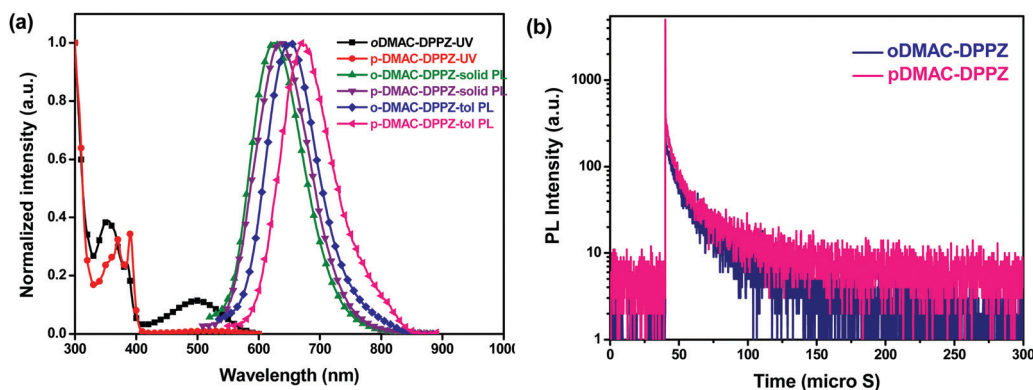 (a)
Normalized intensity (a.u.)
1.0
0.8
0.6
0.4
0.2
0.0
oDMAC-DPPZ-UV
p-DMAC-DPPZ-UV
o-DMAC-DPPZ-solid PL
p-DMAC-DPPZ-solid PL
o-DMAC-DPPZ-tol PL
p-DMAC-DPPZ-tol PL
300 400 500 600 700 800 900 1000
Wavelength (nm)
(b)
PL Intensity (a.u.)
1000
100
10
1
oDMAC-DPPZ
pDMAC-DPPZ
0 50 100 150 200 250 300
Time (micro S)